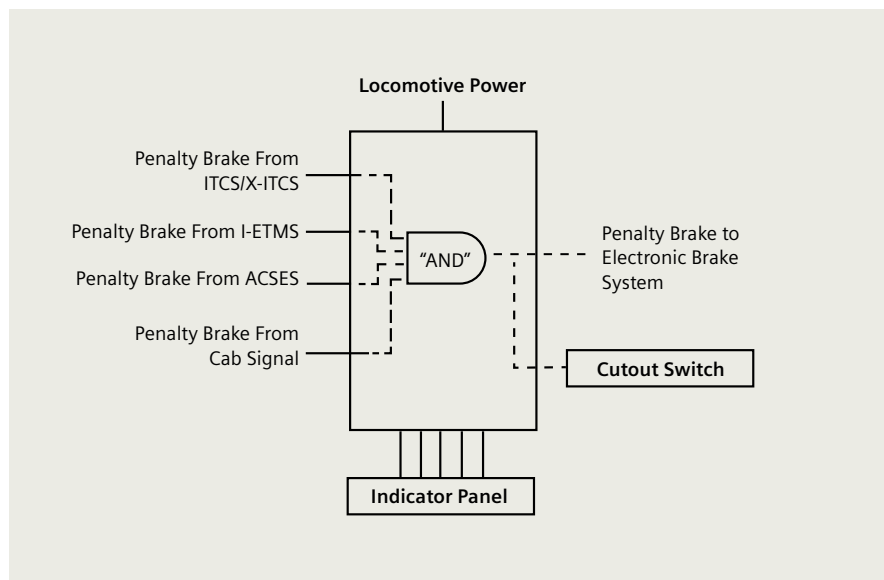 Locomotive Power
Penalty Brake From
ITCS/X-ITCS
Penalty Brake From I-ETMS
Penalty Brake From ACSES
Penalty Brake From
Cab Signal
“AND”
Penalty Brake to
Electronic Brake
System
Cutout Switch
Indicator Panel